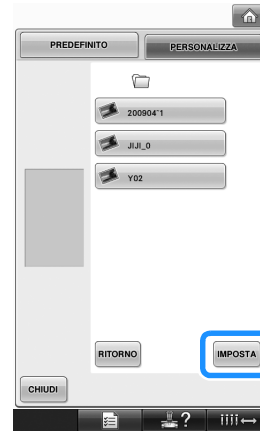 PREDEFINITO PERSONALIZZA
200904~1
JIJI_0
Y02
RITORNO IMPOSTA
CHIUDI
?